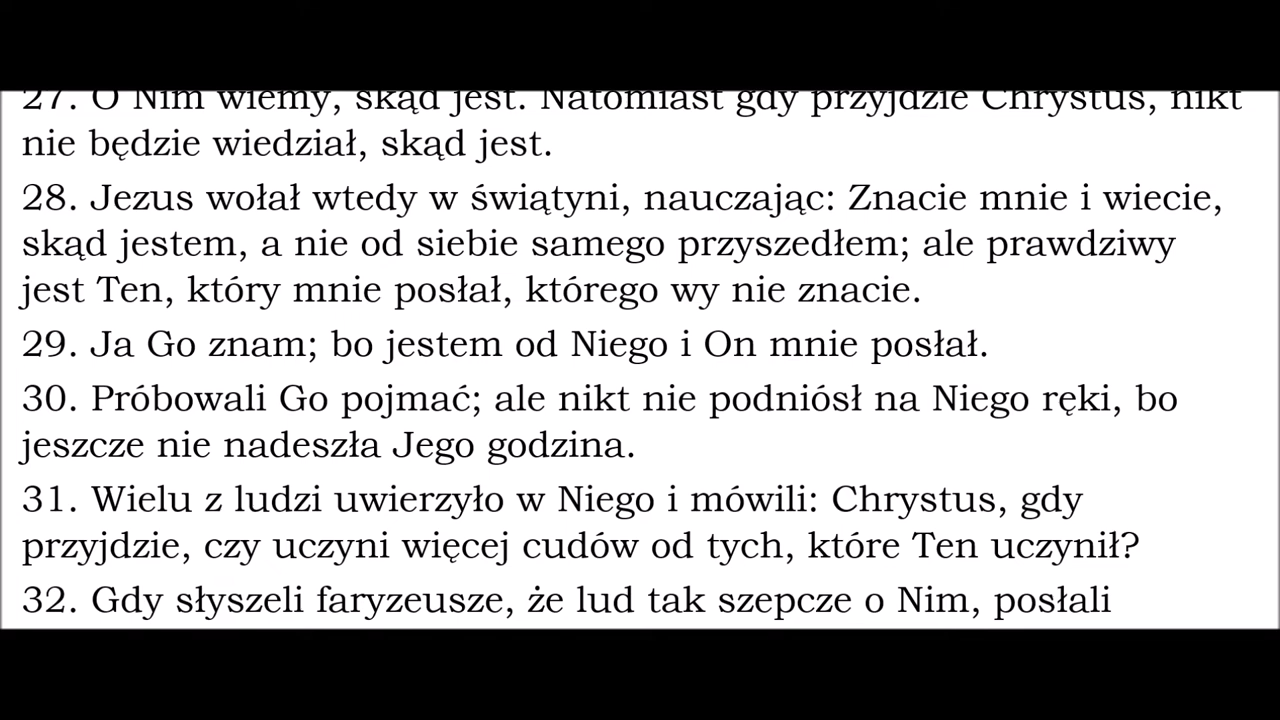 27. O Nim wiemy, skąd jest. Natomiast gdy przyjdzie Chrystus, nikt
nie będzie wiedział, skąd jest.
28. Jezus wołał wtedy w świątyni, nauczając: Znacie mnie i wiecie,
skąd jestem, a nie od siebie samego przyszedłem; ale prawdziwy
jest Ten, który mnie posłał, którego wy nie znacie.
29. Ja Go znam; bo jestem od Niego i On mnie posłał.
30. Próbowali Go pojmać; ale nikt nie podniósł na Niego ręki, bo
jeszcze nie nadeszła Jego godzina.
31. Wielu z ludzi uwierzyło w Niego i mówili: Chrystus, gdy
przyjdzie, czy uczyni więcej cudów od tych, które Ten uczynił?
32. Gdy słyszeli faryzeusze, że lud tak szepcze o Nim, posłali